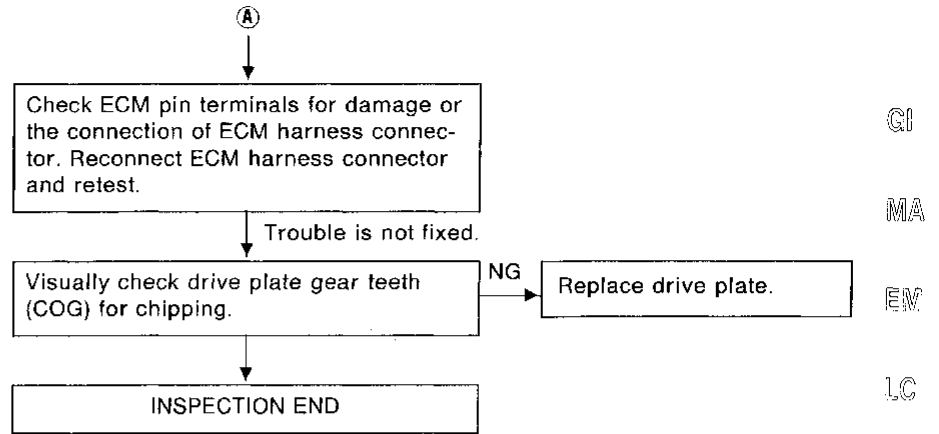 A
Check ECM pin terminals for damage or
the connection of ECM harness connec-
tor. Reconnect ECM harness connector
and retest.
Trouble is not fixed.
Visually check drive plate gear teeth
(COG) for chipping.
NG
Replace drive plate.
INSPECTION END
GI
MA
EM
LC